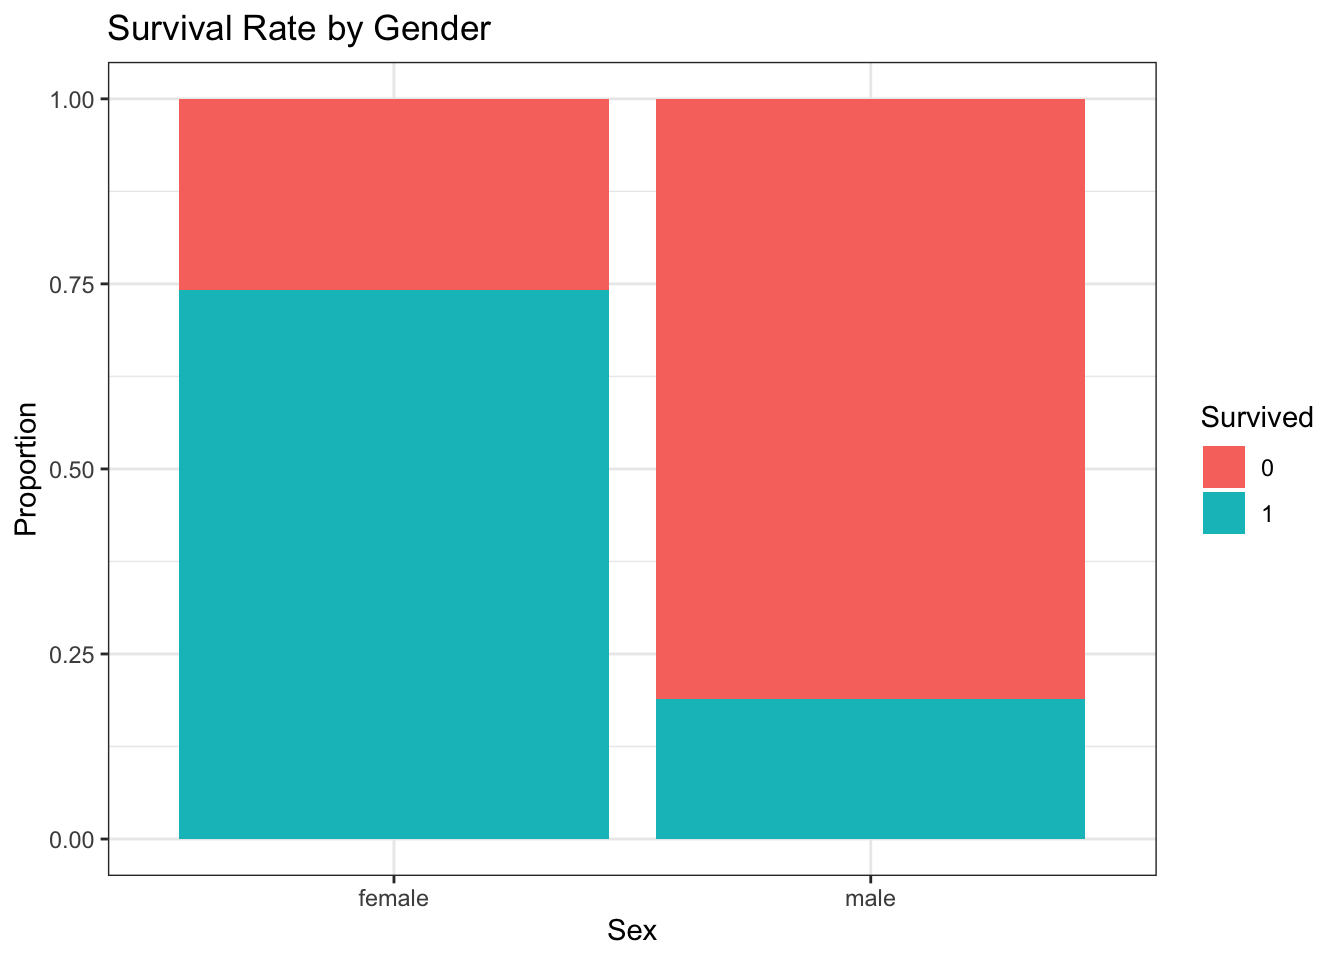 Survival Rate by Gender
1.00
0.75
0.50
0.25
0.00
Proportion
female
male
Sex
Survived
0
1